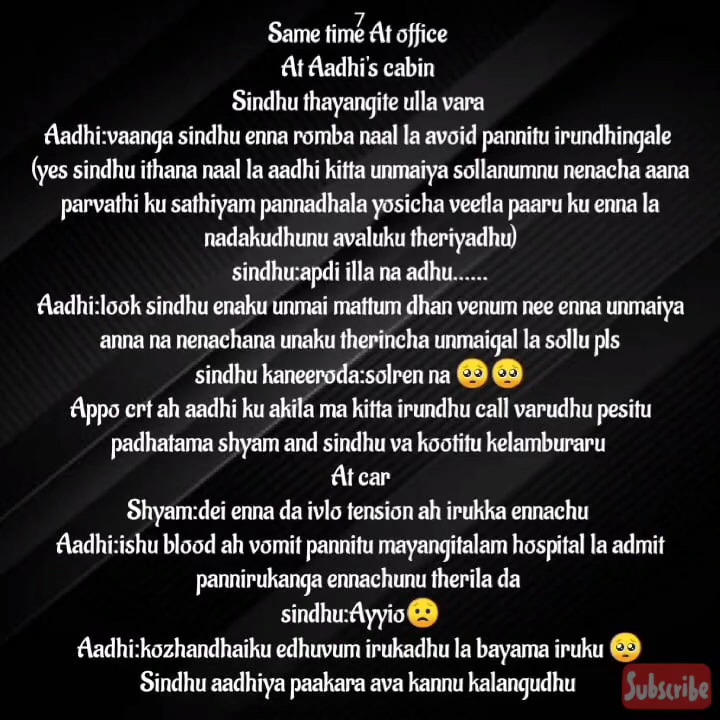 7
Same time At office
At Aadhi's cabin
Sindhu thayangite ulla vara
Aadhi:vaanga sindhu enna romba naal la avoid pannitu irundhingale
(yes sindhu ithana naal la aadhi kitta unmaiya sollanumnu nenacha aana
parvathi ku sathiyam pannadhala yosicha veetla paaru ku enna la
nadakudhunu avaluku theriyadhu)
sindhu:apdi illa na adhu......
Aadhi:look sindhu enaku unmai mattum dhan venum nee enna unmaiya
anna na nenachana unaku therincha unmaigal la sollu pls
sindhu kaneeroda:solren na 🥺🥺
Appo crt ah aadhi ku akila ma kitta irundhu call varudhu pesitu
padhatama shyam and sindhu va kootitu kelamburaru
At car
Shyam:dei enna da ivlo tension ah irukka ennachu
Aadhi:ishu blood ah vomit pannitu mayangitalam hospital la admit
pannirukanga ennachunu therila da
sindhu:Ayyio😟
Aadhi:kozhandhaiku edhuvum irukadhu la bayama iruku 🥺
Sindhu aadhiya paakara ava kannu kalangudhu
Subscribe